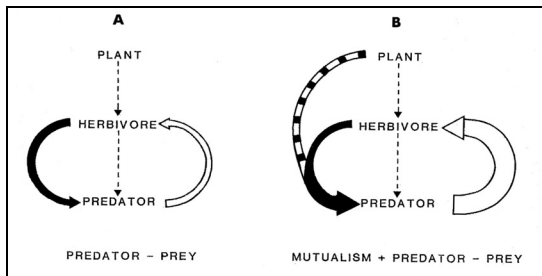 A
PLANT
HERBIVORE
PREDATOR
PREDATOR – PREY
B
PLANT
HERBIVORE
PREDATOR
MUTUALISM + PREDATOR – PREY